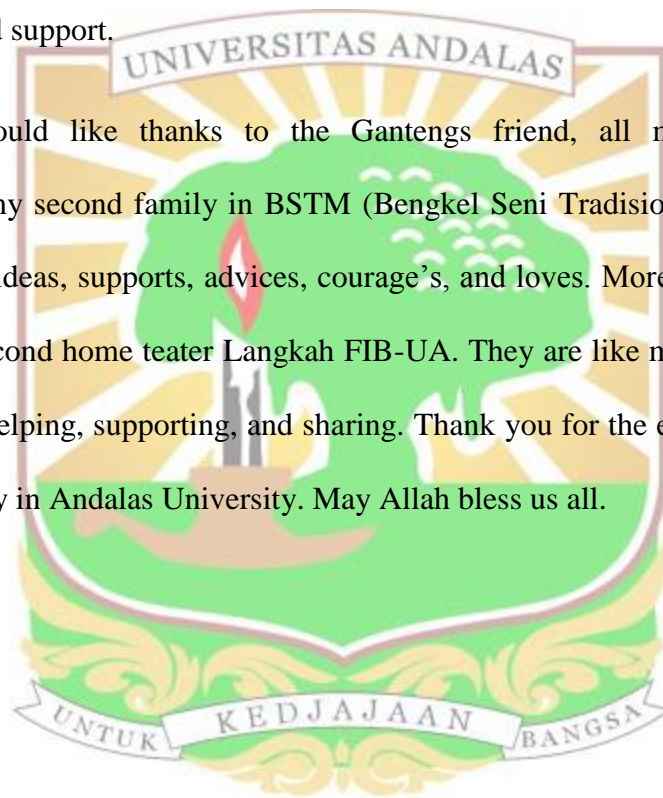 d support.
UNIVERSITAS ANDALAS
ould like thanks to the Gantengs friend, all
ny second family in BSTM (Bengkel Seni Tradisio
ideas, supports, advices, courage's, and loves. More
cond home teater Langkah FIB-UA. They are like
elping, supporting, and sharing. Thank you for the
y in Andalas University. May Allah bless us all.
UNTUK KEDJAJAAN BANGSA